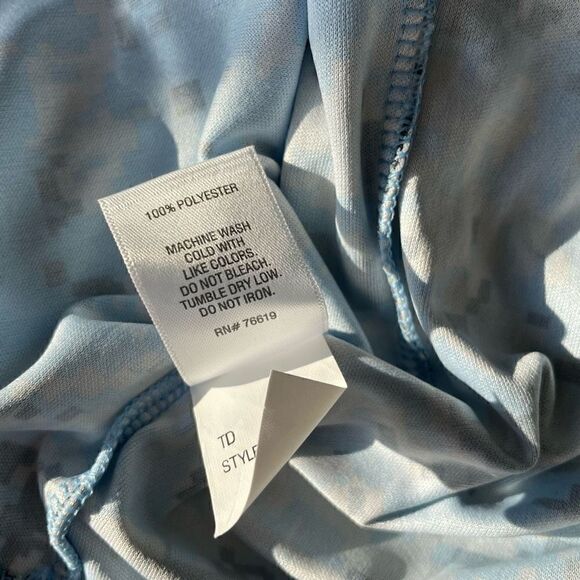 100% POLYESTER
MACHINE WASH
COLD WITH
LIKE COLORS.
DO NOT BLEACH.
TUMBLE DRY LOW.
DO NOT IRON.
RN# 76619
TD
STYLE